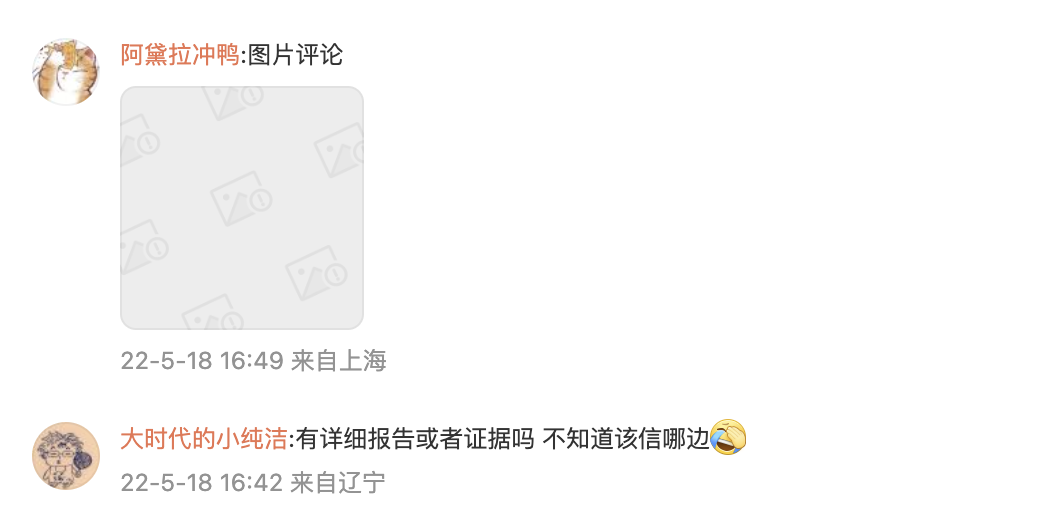 阿黛拉冲鸭:图片评论
22-5-18 16:49 来自上海
大时代的小纯洁:有详细报告或者证据吗 不知道该信哪边
22-5-18 16:42 来自辽宁